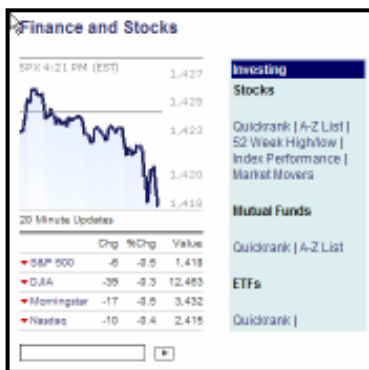 Finance and Stocks
SPX 4:21 PM (EST)
1,427
1,425
1,423
1,420
1,418
20 Minute Updates
Chg %Chg Value
S&P 500 -6 -0.5 1,418
DJIA -39 -0.3 12,463
Morningstar -17 -0.5 3,432
Nasdaq -10 -0.4 2,415
Investing
Stocks
Quickrank | A-Z List |
52 Week High/low |
Index Performance |
Market Movers
Mutual Funds
Quickrank | A-Z List
ETFs
Quickrank |